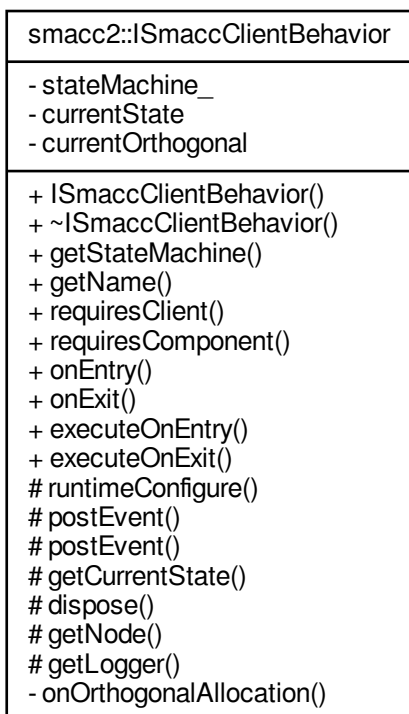 smacc2::ISmaccClientBehavior
- stateMachine_
- currentState
- currentOrthogonal
+ ISmaccClientBehavior()
+ ~ISmaccClientBehavior()
+ getStateMachine()
+ getName()
+ requiresClient()
+ requiresComponent()
+ onEntry()
+ onExit()
+ executeOnEntry()
+ executeOnExit()
# runtimeConfigure()
# postEvent()
# postEvent()
# getCurrentState()
# dispose()
# getNode()
# getLogger()
- onOrthogonalAllocation()